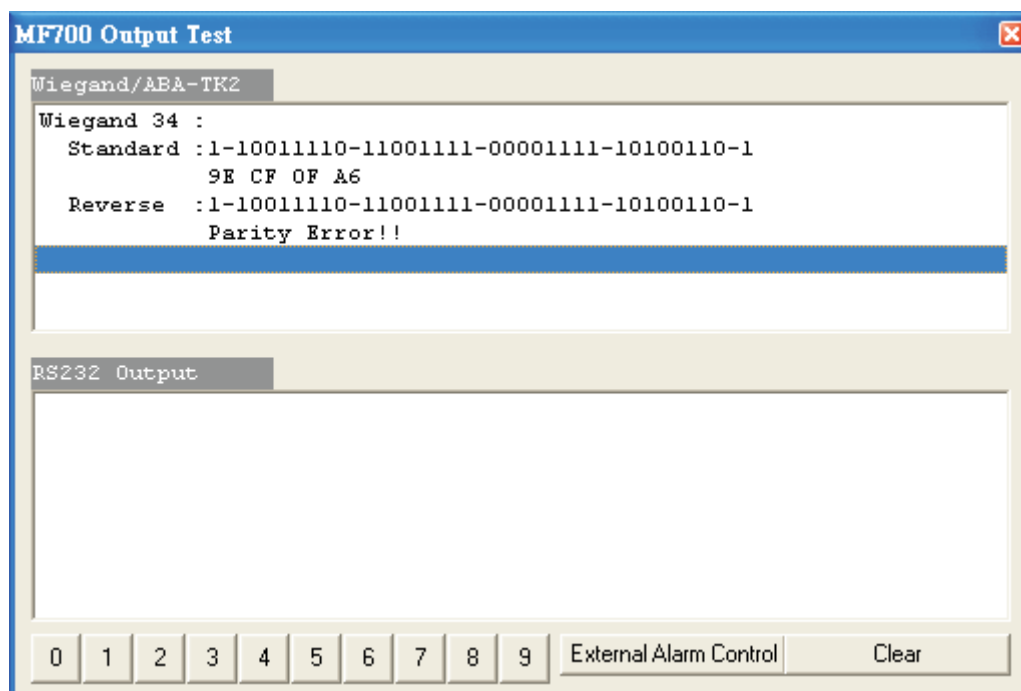 MF700 Output Test
Wiegand/ABA-TK2
Wiegand 34 :
Standard :1-10011110-11001111-00001111-10100110-1
9E CF 0F A6
Reverse :1-10011110-11001111-00001111-10100110-1
Parity Error!!
RS232 Output
0 1 2 3 4 5 6 7 8 9 External Alarm Control Clear